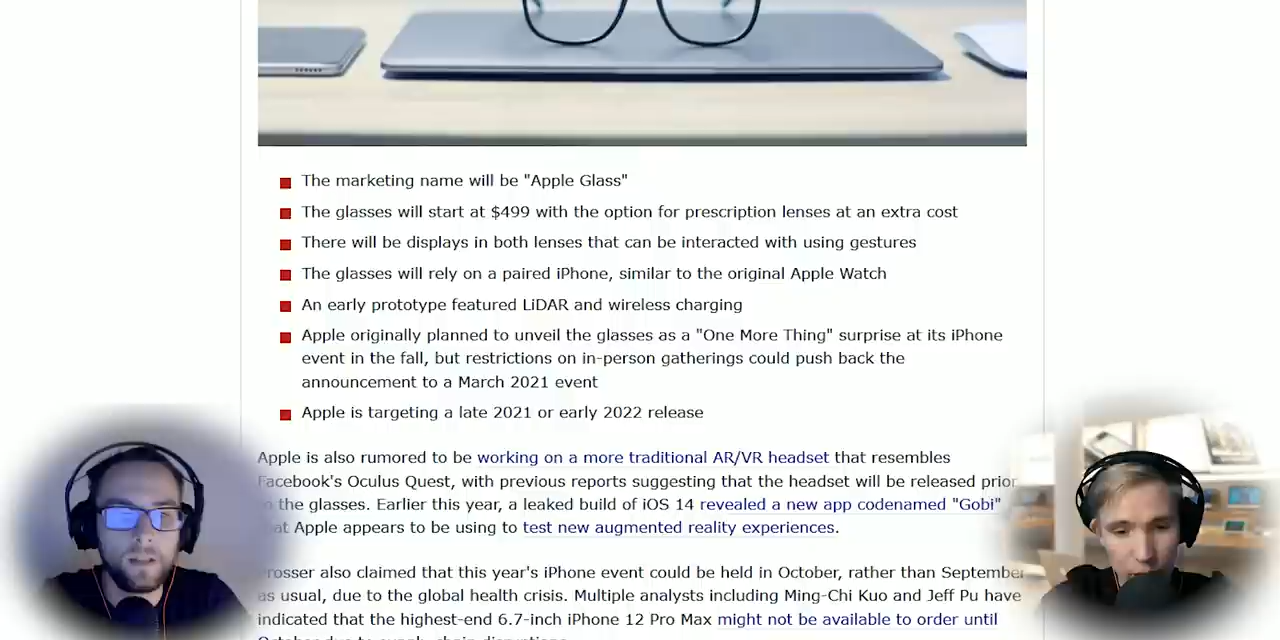 The marketing name will be "Apple Glass"
The glasses will start at $499 with the option for prescription lenses at an extra cost
There will be displays in both lenses that can be interacted with using gestures
The glasses will rely on a paired iPhone, similar to the original Apple Watch
An early prototype featured LiDAR and wireless charging
Apple originally planned to unveil the glasses as a "One More Thing" surprise at its iPhone
event in the fall, but restrictions on in-person gatherings could push back the
announcement to a March 2021 event
Apple is targeting a late 2021 or early 2022 release
Apple is also rumored to be working on a more traditional AR/VR headset that resembles
Facebook's Oculus Quest, with previous reports suggesting that the headset will be released prior
the glasses. Earlier this year, a leaked build of iOS 14 revealed a new app codenamed "Gobi"
Apple appears to be using to test new augmented reality experiences.
Prosser also claimed that this year's iPhone event could be held in October, rather than September
as usual, due to the global health crisis. Multiple analysts including Ming-Chi Kuo and Jeff Pu have
indicated that the highest-end 6.7-inch iPhone 12 Pro Max might not be available to order until